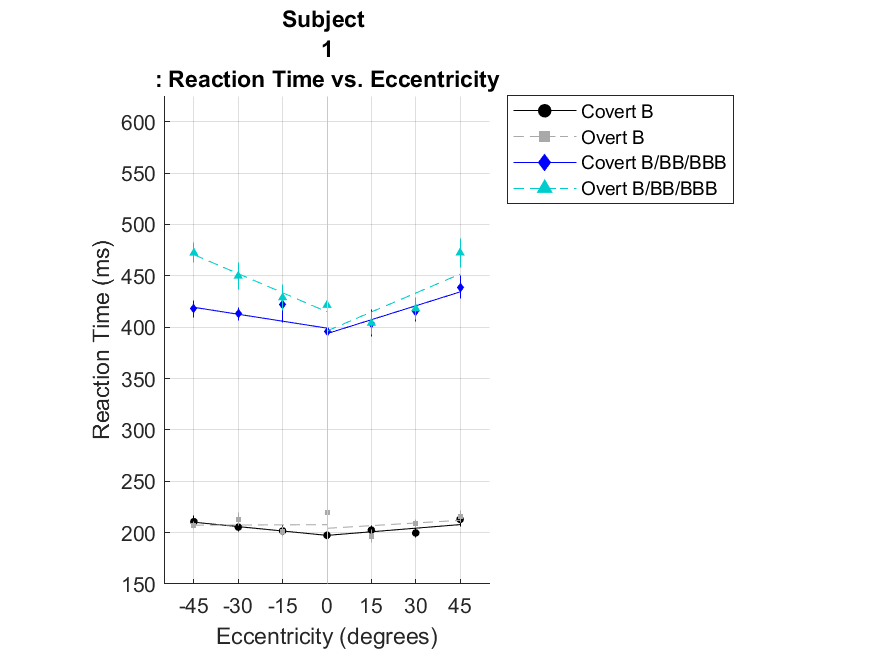 Subject
1
: Reaction Time vs. Eccentricity
Covert B
Overt B
Covert B/BB/BBB
Overt B/BB/BBB
Reaction Time (ms)
600
550
500
450
400
350
300
250
200
150
-45 -30 -15 0 15 30 45
Eccentricity (degrees)